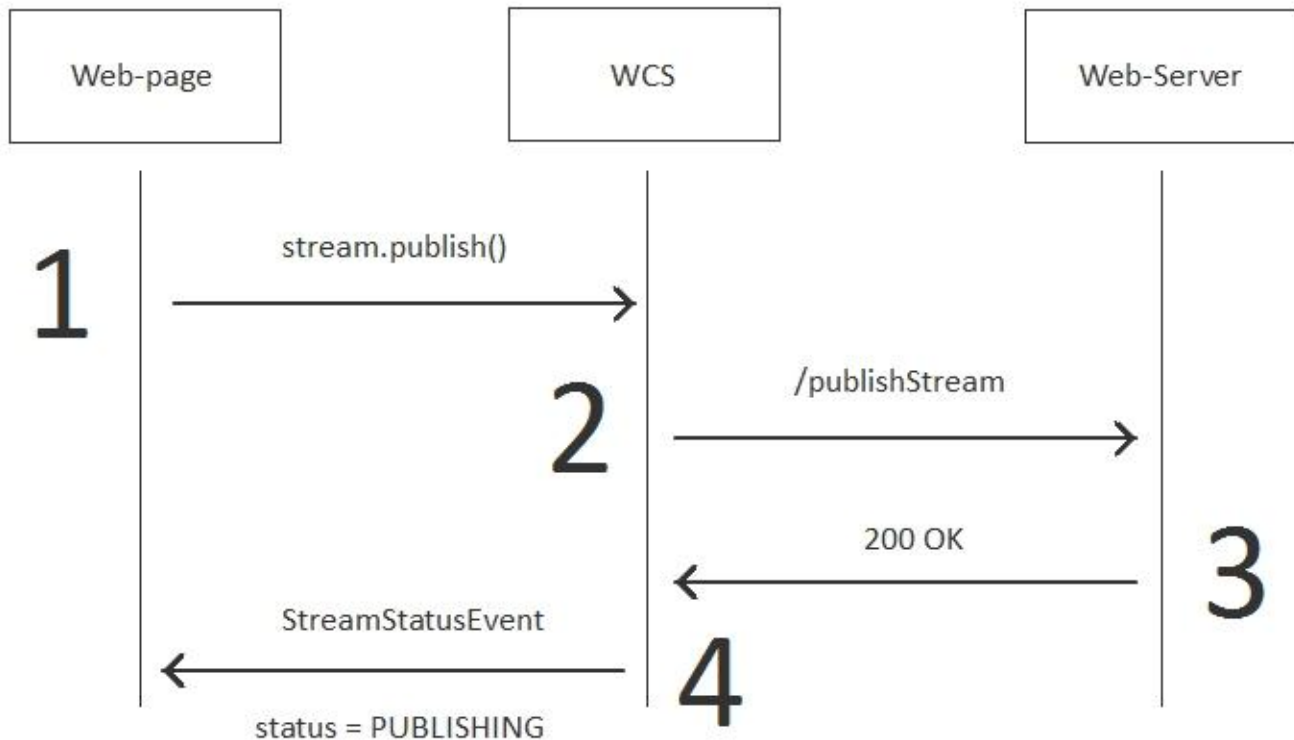 Web-page
WCS
Web-Server
1
stream.publish()
2
/publishStream
200 OK
3
StreamStatusEvent
4
status = PUBLISHING